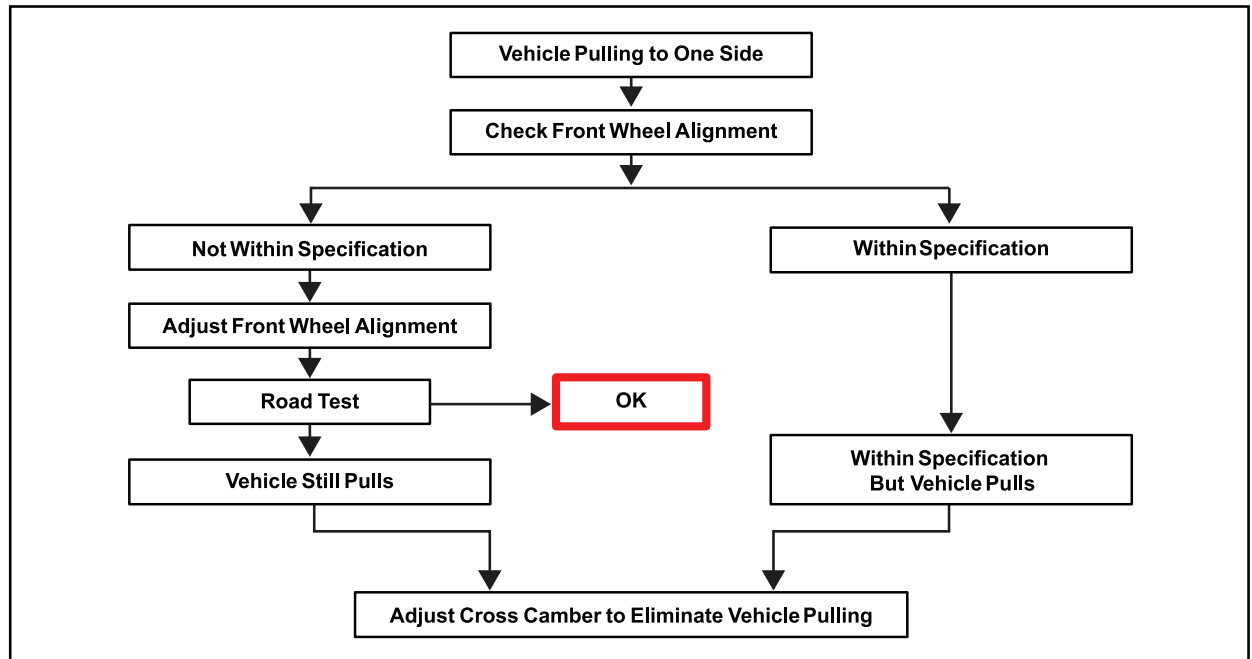 Vehicle Pulling to One Side
Check Front Wheel Alignment
Not Within Specification
Within Specification
Adjust Front Wheel Alignment
Road Test
OK
Vehicle Still Pulls
Within Specification
But Vehicle Pulls
Adjust Cross Camber to Eliminate Vehicle Pulling